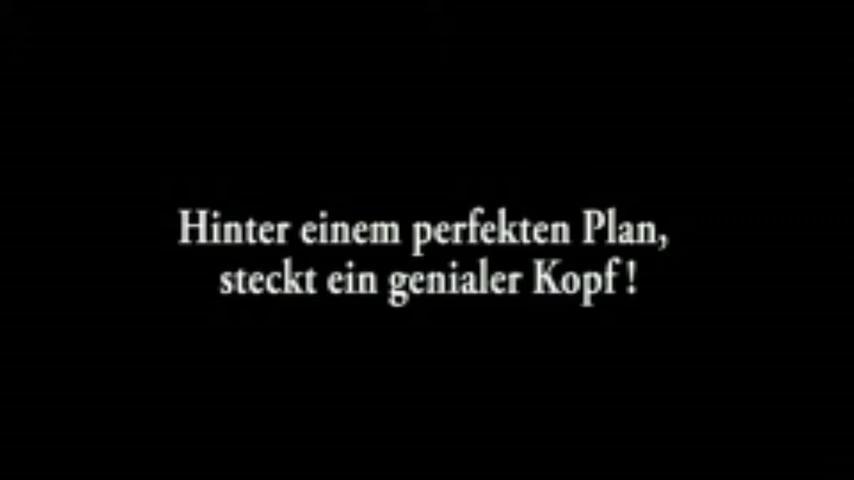 Hinter einem perfekten Plan,
steckt ein genialer Kopf!